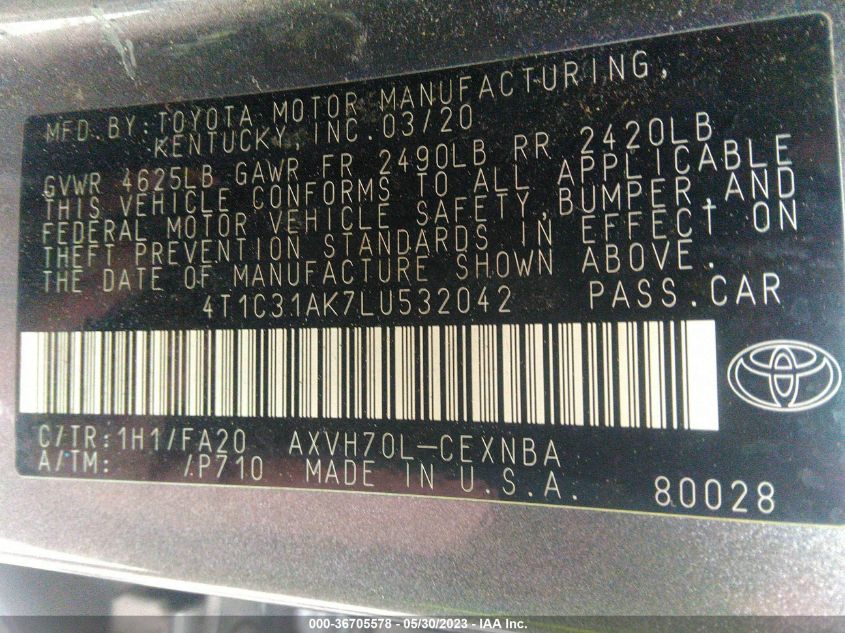 MFD. BY: TOYOTA MOTOR MANUFACTURING,
KENTUCKY, INC. 03/20
GVWR 4625LB GAWR FR 2490LB RR 2420LB
THIS VEHICLE CONFORMS TO ALL APPLICABLE
FEDERAL MOTOR VEHICLE SAFETY, BUMPER, AND
THEFT PREVENTION STANDARDS IN EFFECT ON
THE DATE OF MANUFACTURE SHOWN ABOVE.
4T1C31AK7LU532042 PASS. CAR
C/TR: 1H1/FA20 AXVH70L-CEXNBA
A/TM: /P710 MADE IN U.S.A. 80028
000-36705578 - 05/30/2023 - IAA Inc.